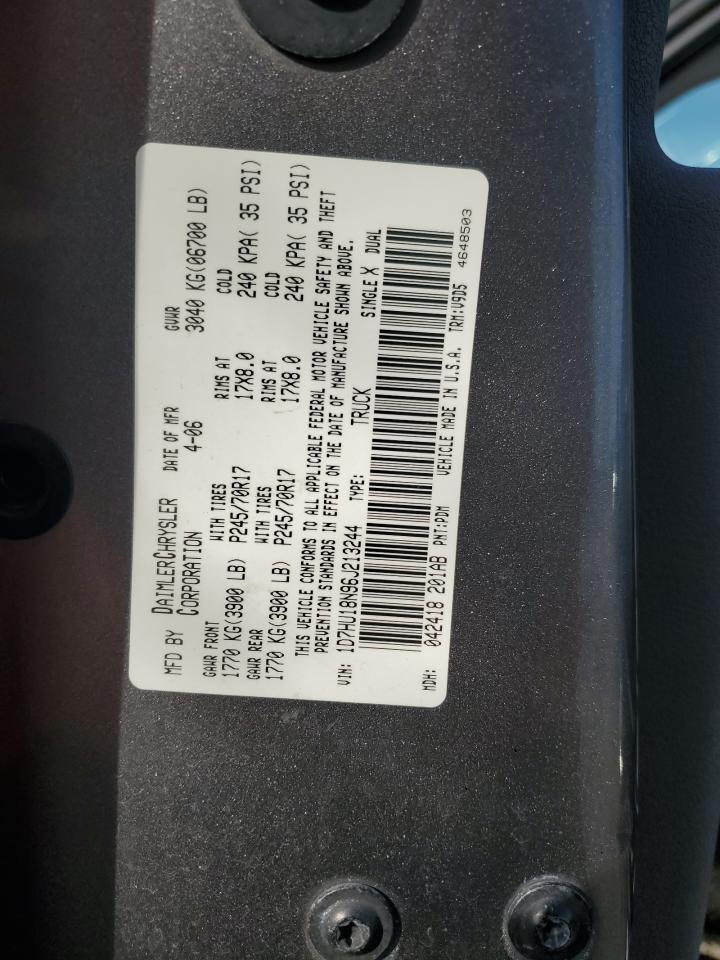 MFD BY DAIMLERCHRYSLER CORPORATION
DATE OF MFR 4-06
GVWR 3040 KG(06700 LB)
GAWR FRONT WITH TIRES RIMS AT COLD
1770 KG(3900 LB) P245/70R17 17X8.0 240 KPA( 35 PSI)
GAWR REAR WITH TIRES RIMS AT COLD
1770 KG(3900 LB) P245/70R17 17X8.0 240 KPA( 35 PSI)
THIS VEHICLE CONFORMS TO ALL APPLICABLE FEDERAL MOTOR VEHICLE SAFETY AND THEFT
PREVENTION STANDARDS IN EFFECT ON THE DATE OF MANUFACTURE SHOWN ABOVE.
VIN: 1D7HU18N96J213244 TYPE: TRUCK SINGLE X DUAL
MDH: 042418 201AB PNT:PDM VEHICLE MADE IN U.S.A. TRM:V9D5
4648503